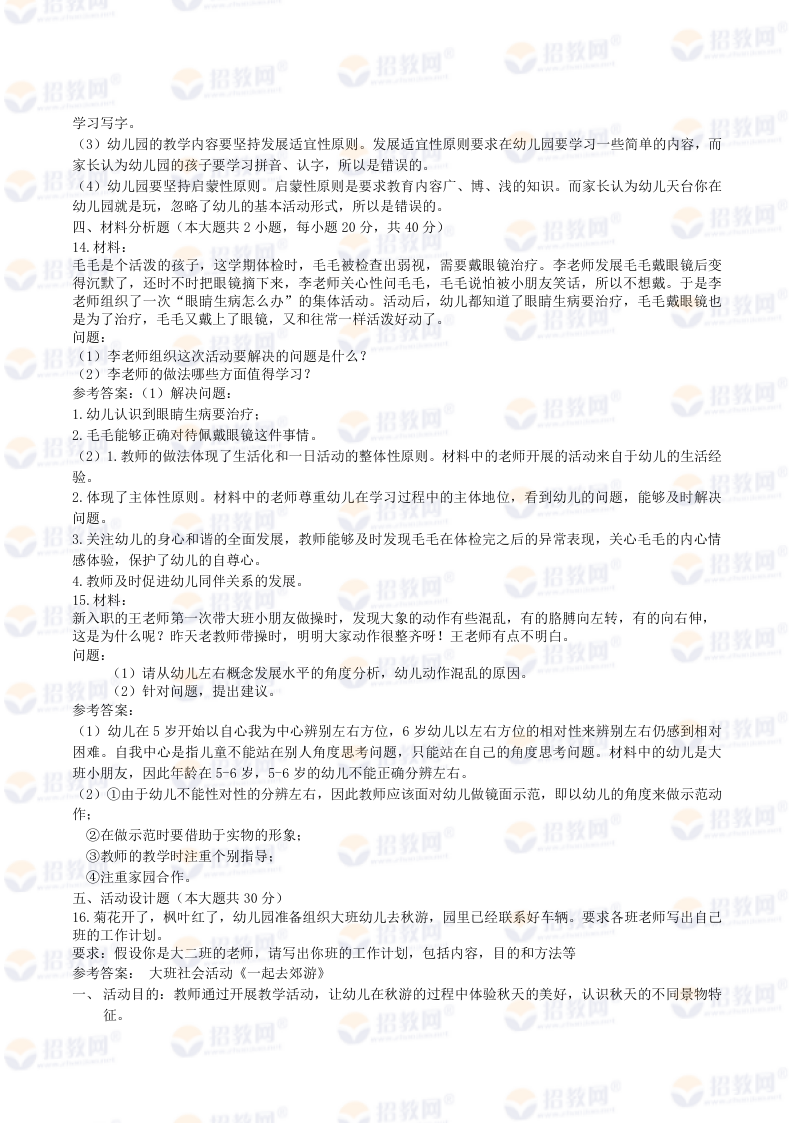 学习写字。
（3）幼儿园的教学内容要坚持发展适宜性原则。发展适宜性原则要求在幼儿园要学习一些简单的内容，而
家长认为幼儿园的孩子要学习拼音、认字，所以是错误的。
（4）幼儿园要坚持启蒙性原则。启蒙性原则是要求教育内容广、博、浅的知识。而家长认为幼儿天台你在
幼儿园就是玩，忽略了幼儿的基本活动形式，所以是错误的。
四、材料分析题（本大题共 2 小题，每小题 20 分，共 40 分）
14.材料：
毛毛是个活泼的孩子，这学期体检时，毛毛被检查出弱视，需要戴眼镜治疗。李老师发展毛毛戴眼镜后变
得沉默了，还时不时把眼镜摘下来，李老师关心性问毛毛，毛毛说怕被小朋友笑话，所以不想戴。于是李
老师组织了一次“眼睛生病怎么办”的集体活动。活动后，幼儿都知道了眼睛生病要治疗，毛毛戴眼镜也
是为了治疗，毛毛又戴上了眼镜，又和往常一样活泼好动了。
问题：
（1）李老师组织这次活动要解决的问题是什么？
（2）李老师的做法哪些方面值得学习？
参考答案：（1）解决问题：
1.幼儿认识到眼睛生病要治疗；
2.毛毛能够正确对待佩戴眼镜这件事情。
（2）1.教师的做法体现了生活化和一日活动的整体性原则。材料中的老师开展的活动来自于幼儿的生活经
验。
2.体现了主体性原则。材料中的老师尊重幼儿在学习过程中的主体地位，看到幼儿的问题，能够及时解决
问题。
3.关注幼儿的身心和谐的全面发展，教师能够及时发现毛毛在体检完之后的异常表现，关心毛毛的内心情
感体验，保护了幼儿的自尊心。
4.教师及时促进幼儿同伴关系的发展。
15.材料：
新入职的王老师第一次带大班小朋友做操时，发现大象的动作有些混乱，有的胳膊向左转，有的向右伸，
这是为什么呢？昨天老教师带操时，明明大家动作很整齐呀！王老师有点不明白。
问题：
（1）请从幼儿左右概念发展水平的角度分析，幼儿动作混乱的原因。
（2）针对问题，提出建议。
参考答案：
（1）幼儿在 5 岁开始以自心我为中心辨别左右方位，6 岁幼儿以左右方位的相对性来辨别左右仍感到相对
困难。自我中心是指儿童不能站在别人角度思考问题，只能站在自己的角度思考问题。材料中的幼儿是大
班小朋友，因此年龄在 5-6 岁，5-6 岁的幼儿不能正确分辨左右。
（2）①由于幼儿不能性对性的分辨左右，因此教师应该面对幼儿做镜面示范，即以幼儿的角度来做示范动
作；
②在做示范时要借助于实物的形象；
③教师的教学时注重个别指导；
④注重家园合作。
五、活动设计题（本大题共 30 分）
16.菊花开了，枫叶红了，幼儿园准备组织大班幼儿去秋游，园里已经联系好车辆。要求各班老师写出自己
班的工作计划。
要求：假设你是大二班的老师，请写出你班的工作计划，包括内容，目的和方法等
参考答案： 大班社会活动《一起去郊游》
一、 活动目的：教师通过开展教学活动，让幼儿在秋游的过程中体验秋天的美好，认识秋天的不同景物特
征。